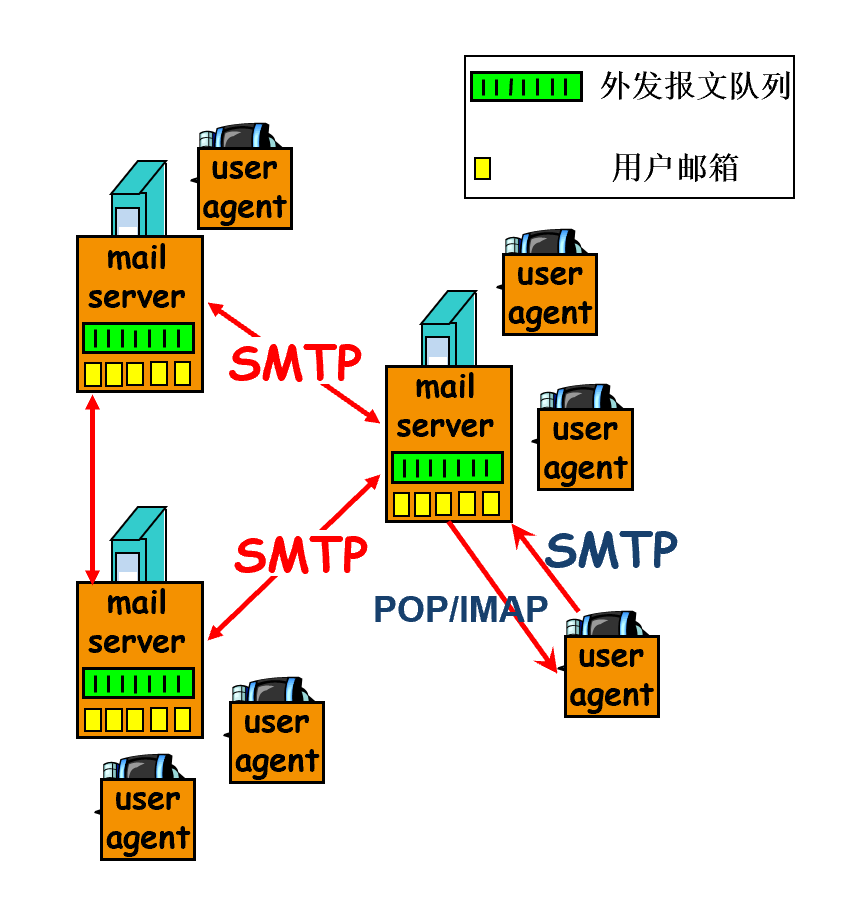 外发报文队列
用户邮箱
user
agent
mail
server
user
agent
SMTP
mail
server
user
agent
SMTP
SMTP
mail
server
POP/IMAP
user
agent
user
agent
user
agent